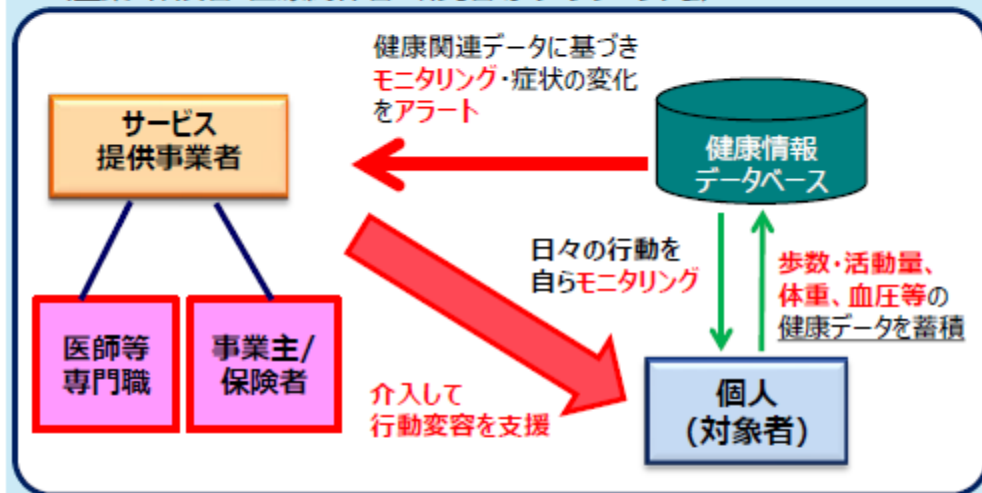 健康関連データに基づき
モニタリング・症状の変化
をアラート
サービス
提供事業者
健康情報
データベース
日々の行動を
自らモニタリング
歩数・活動量、
体重、血圧等の
健康データを蓄積
医師等
専門職
事業主/
保険者
介入して
行動変容を支援
個人
(対象者)